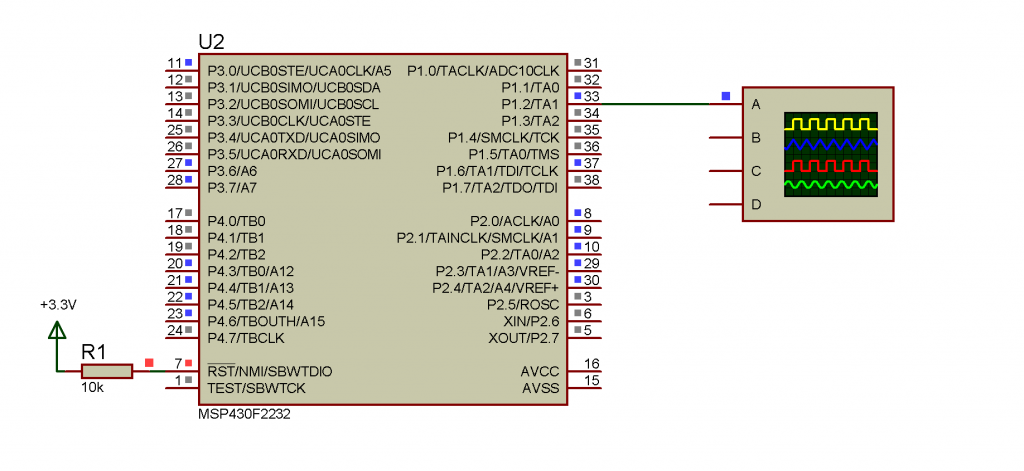 U2
11 P3.0/UCB0STE/UCA0CLK/A5 P1.0/TACLK/ADC10CLK 31
12 P3.1/UCB0SIMO/UCB0SDA P1.1/TA0 32
13 P3.2/UCB0SOMI/UCB0SCL P1.2/TA1 33 A
14 P3.3/UCB0CLK/UCA0STE P1.3/TA2 34
25 P3.4/UCA0TXD/UCA0SIMO P1.4/SMCLK/TCK 35 B
26 P3.5/UCA0RXD/UCA0SOMI P1.5/TA0/TMS 36
27 P3.6/A6 P1.6/TA1/TDI/TCLK 37 C
28 P3.7/A7 P1.7/TA2/TDO/TDI 38
D
17 P4.0/TB0 P2.0/ACLK/A0 8
18 P4.1/TB1 P2.1/TAINCLK/SMCLK/A1 9
19 P4.2/TB2 P2.2/TA0/A2 10
20 P4.3/TB0/A12 P2.3/TA1/A3/VREF- 29
21 P4.4/TB1/A13 P2.4/TA2/A4/VREF+ 30
22 P4.5/TB2/A14 P2.5/ROSC 3
23 P4.6/TBOUTH/A15 XIN/P2.6 6
24 P4.7/TBCLK XOUT/P2.7 5
+3.3V
R1
10k
7 RST/NMI/SBWTDIO AVCC 16
1 TEST/SBWTCK AVSS 15
MSP430F2232